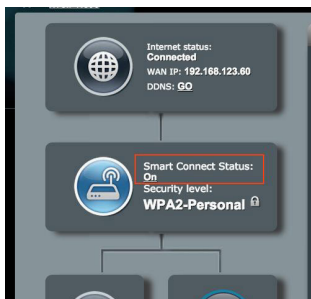 Internet status:
Connected
WAN IP: 192.168.123.60
DDNS: GO
Smart Connect Status:
On
Security level:
WPA2-Personal